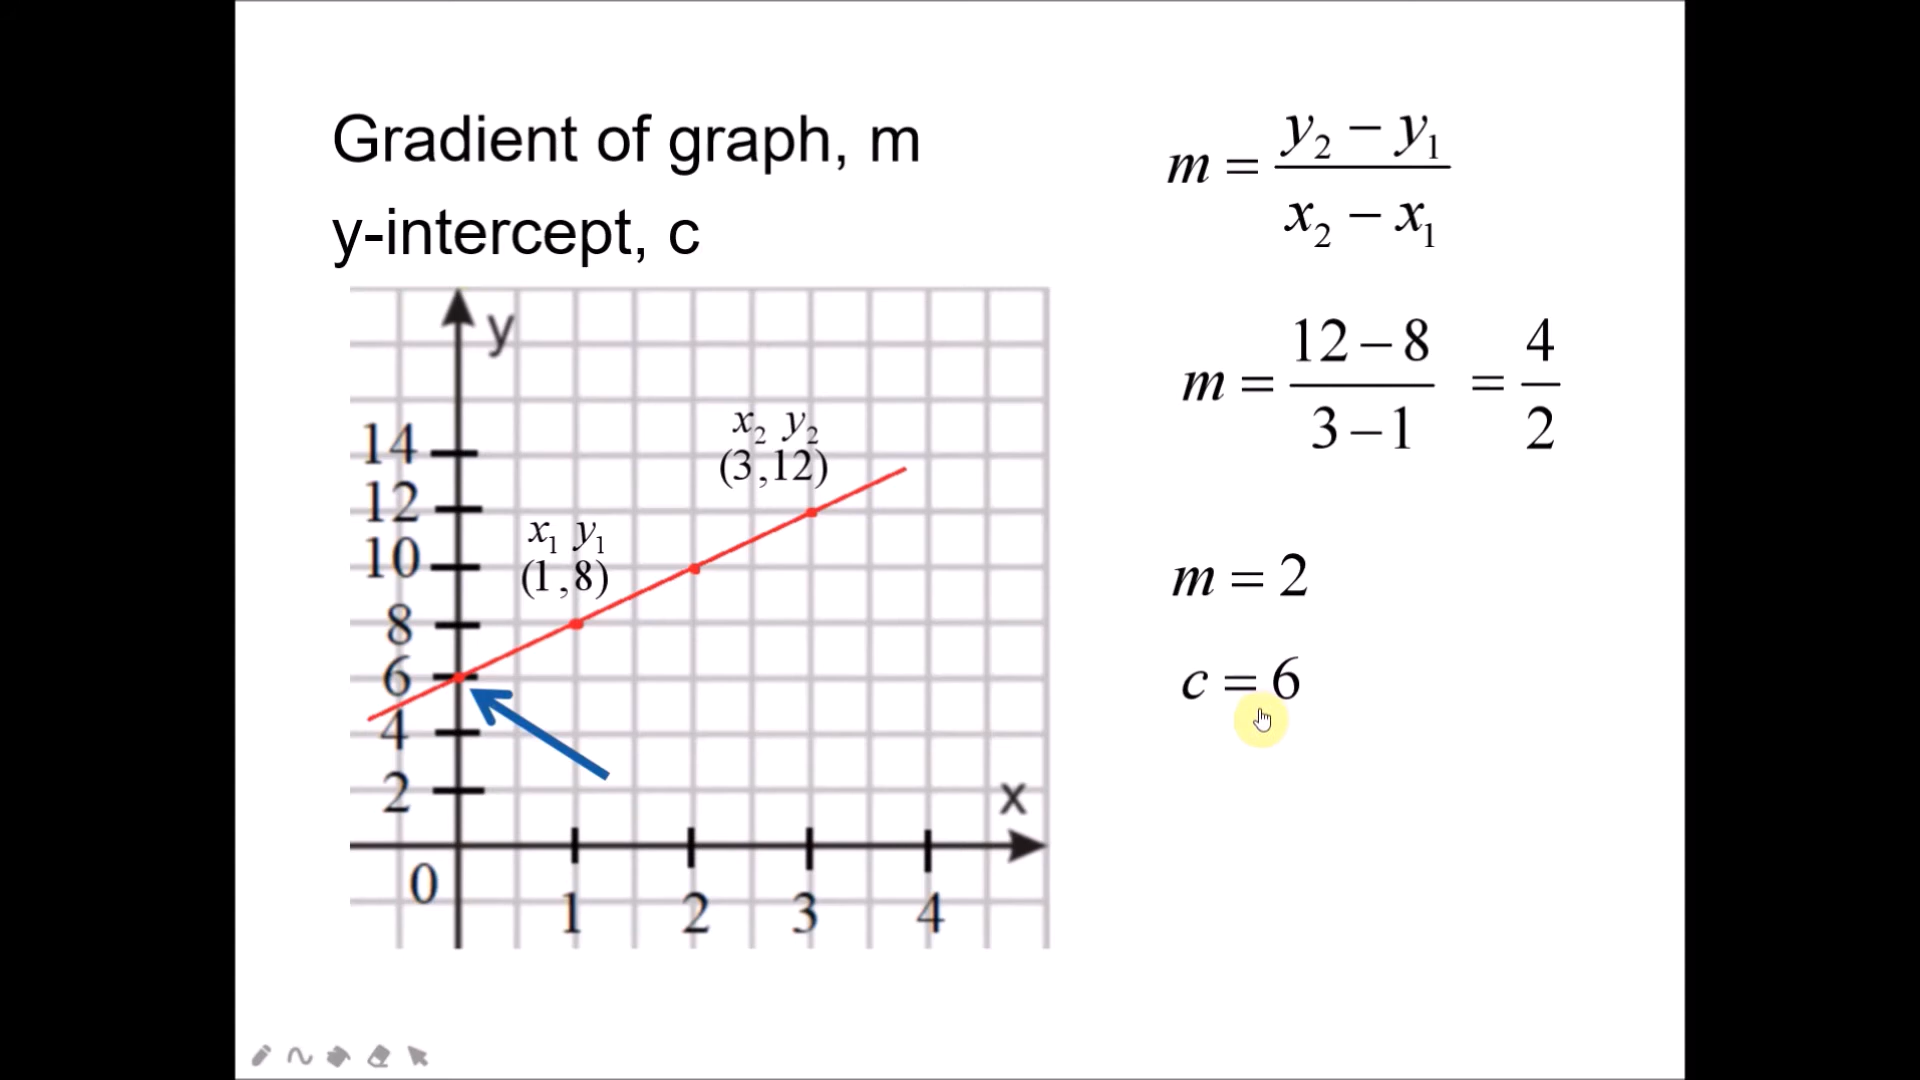 Gradient of graph, m
y-intercept, c
m = y₂ − y₁ / x₂ − x₁
m = 12 − 8 / 3 − 1 = 4 / 2
m = 2
c = 6
y
x₂ y₂
(3,12)
x₁ y₁
(1,8)
14
12
10
8
6
4
2
x
0
1 2 3 4